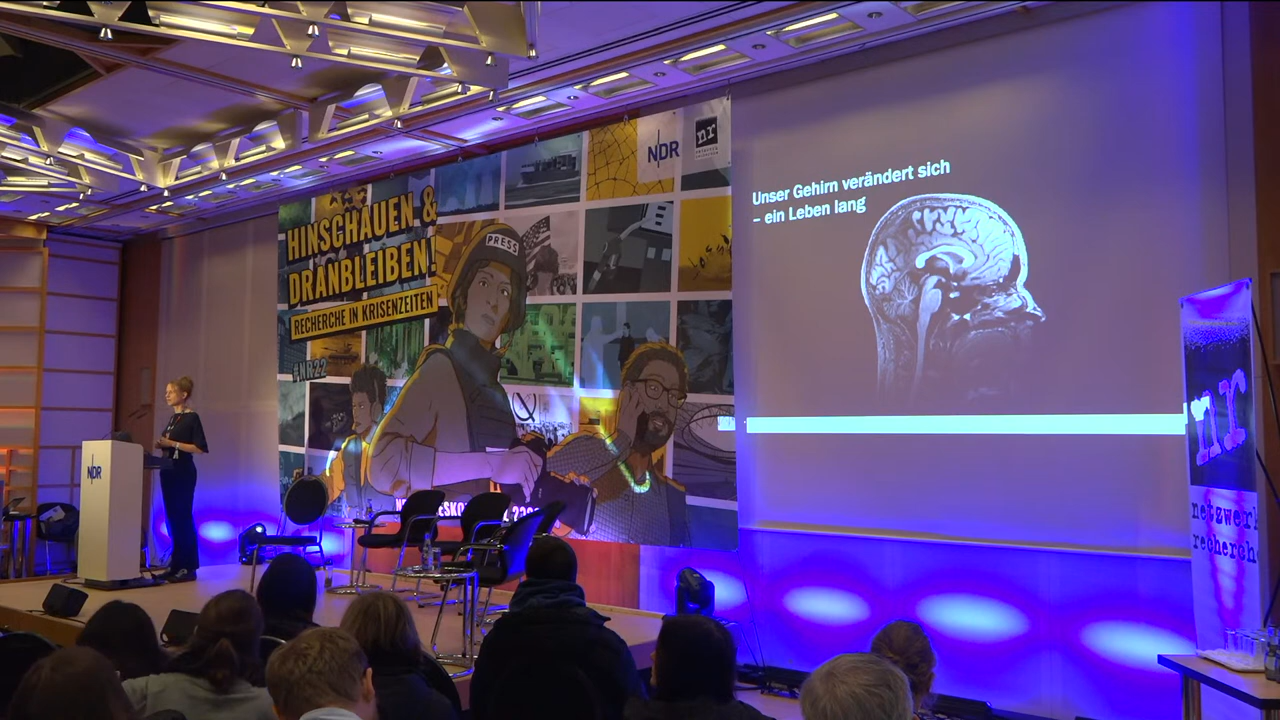 HINSCHAUEN &
DRANBLEIBEN!
RECHERCHE IN KRISENZEITEN
#NR22
PRESS
NDR
nr
Unser Gehirn verändert sich
– ein Leben lang
NDR
nr
netzwerk
recherche